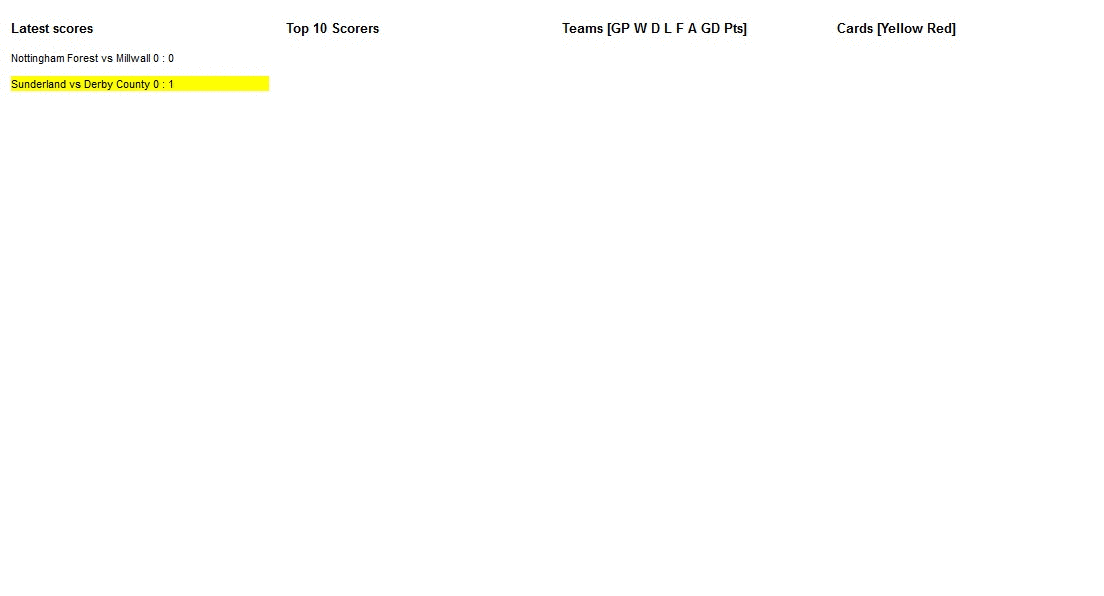 Latest scores
Top 10 Scorers
Teams [GP W D L F A GD Pts]
Cards [Yellow Red]
Nottingham Forest vs Millwall 0 : 0
Sunderland vs Derby County 0 : 1